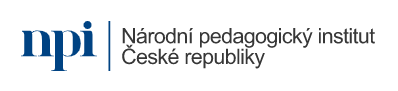 npi
Národní pedagogický institut
České republiky